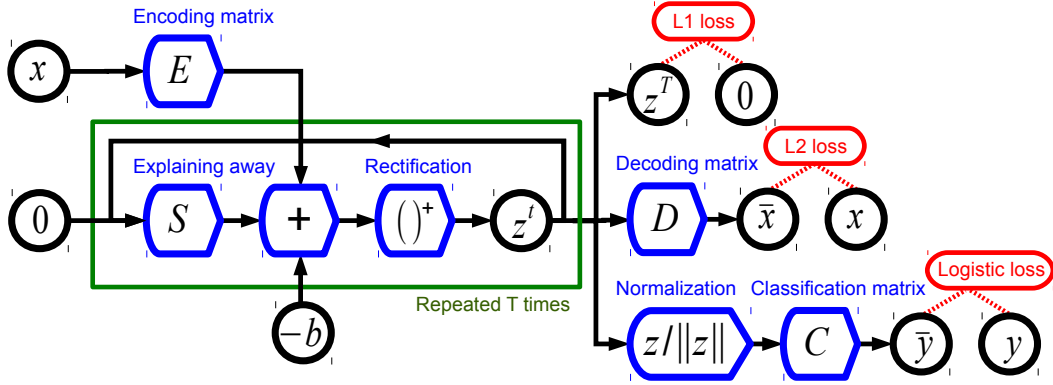 Encoding matrix
x
E
L1 loss
z^T
0
Explaining away
Rectification
0
S
+
()^+
z^t
Decoding matrix
L2 loss
D
x̄
x
-b
Repeated T times
Normalization
Classification matrix
Logistic loss
z/||z||
C
ȳ
y